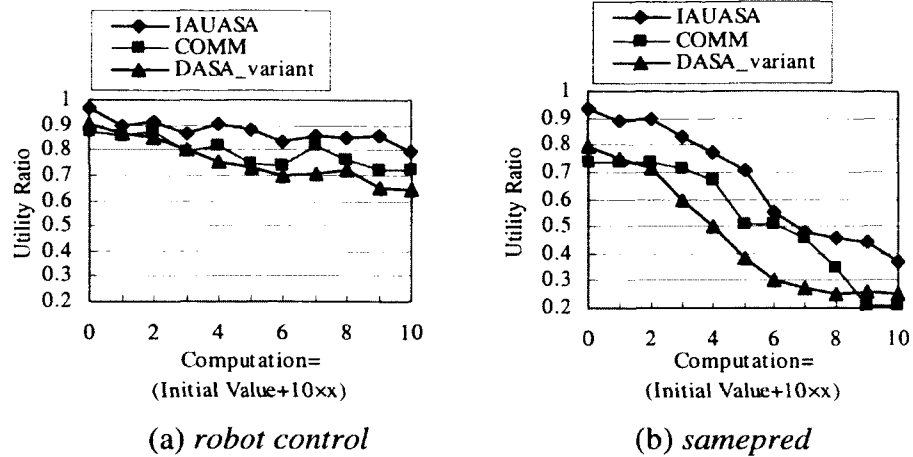 IAUASA
COMM
DASA_variant
1
0.9
0.8
0.7
0.6
0.5
0.4
0.3
0.2
Utility Ratio
0 2 4 6 8 10
Computation=
(Initial Value+10×x)
(a) robot control
IAUASA
COMM
DASA_variant
1
0.9
0.8
0.7
0.6
0.5
0.4
0.3
0.2
Utility Ratio
0 2 4 6 8 10
Computation=
(Initial Value+10×x)
(b) samepred